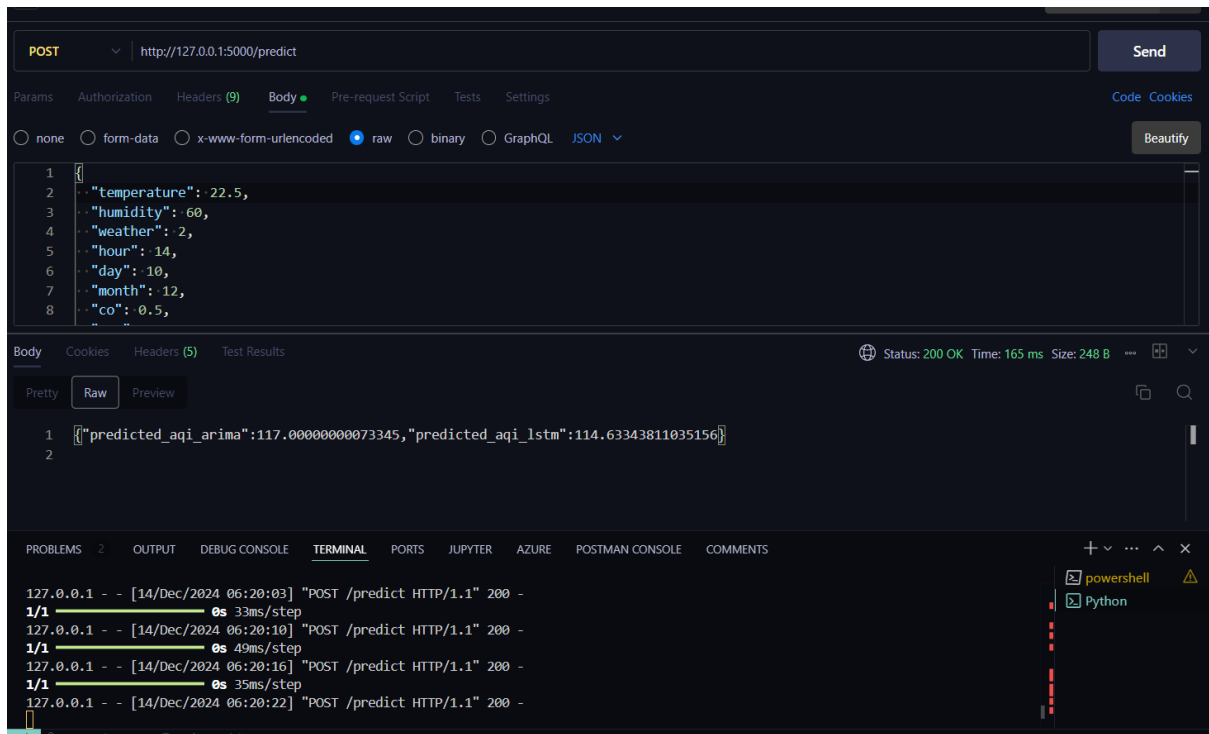 POST http://127.0.0.1:5000/predict Send
Params Authorization Headers (9) Body Pre-request Script Tests Settings Code Cookies
none form-data x-www-form-urlencoded raw binary GraphQL JSON Beautify
1 {
2 "temperature": 22.5,
3 "humidity": 60,
4 "weather": 2,
5 "hour": 14,
6 "day": 10,
7 "month": 12,
8 "co": 0.5,
Body Cookies Headers (5) Test Results Status: 200 OK Time: 165 ms Size: 248 B
Pretty Raw Preview
1 {"predicted_aqi_arima":117.00000000073345,"predicted_aqi_lstm":114.63343811035156}
2
PROBLEMS 2 OUTPUT DEBUG CONSOLE TERMINAL PORTS JUPYTER AZURE POSTMAN CONSOLE COMMENTS
powershell
Python
127.0.0.1 - - [14/Dec/2024 06:20:03] "POST /predict HTTP/1.1" 200 -
1/1 0s 33ms/step
127.0.0.1 - - [14/Dec/2024 06:20:10] "POST /predict HTTP/1.1" 200 -
1/1 0s 49ms/step
127.0.0.1 - - [14/Dec/2024 06:20:16] "POST /predict HTTP/1.1" 200 -
1/1 0s 35ms/step
127.0.0.1 - - [14/Dec/2024 06:20:22] "POST /predict HTTP/1.1" 200 -